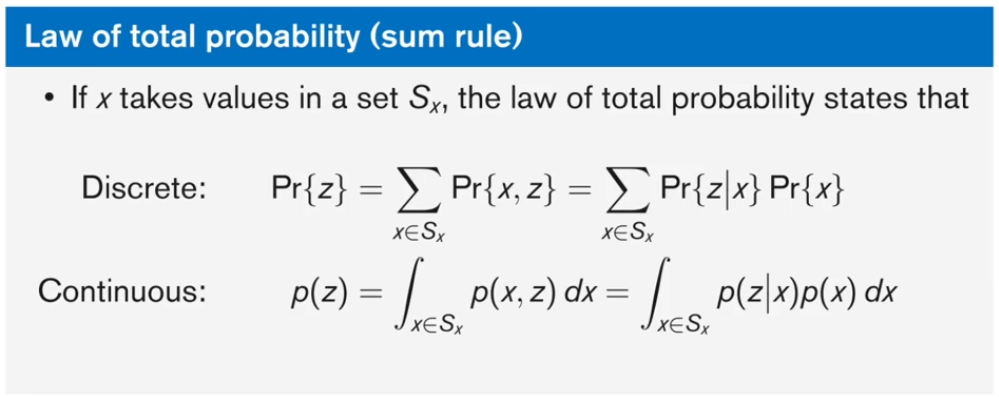 Law of total probability (sum rule)
• If x takes values in a set Sₓ, the law of total probability states that
Discrete: Pr{z} = ∑_{x∈Sₓ} Pr{x, z} = ∑_{x∈Sₓ} Pr{z|x} Pr{x}
Continuous: p(z) = ∫_{x∈Sₓ} p(x, z) dx = ∫_{x∈Sₓ} p(z|x)p(x) dx